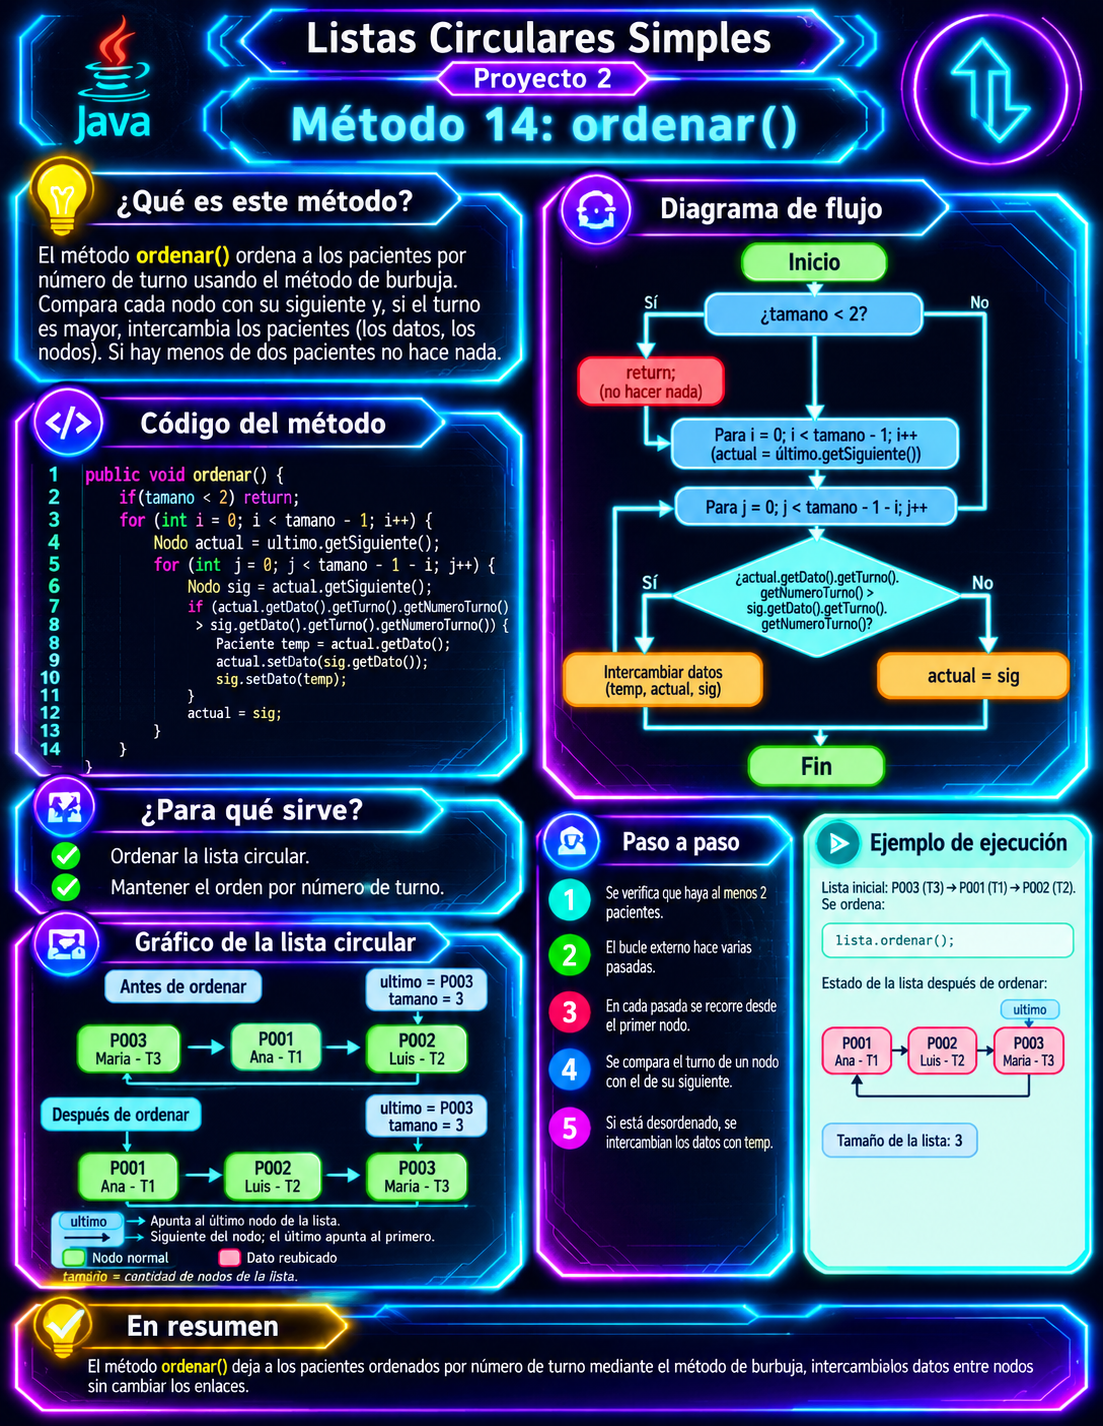 Java
Listas Circulares Simples
Proyecto 2
Método 14: ordenar()
¿Qué es este método?
El método ordenar() ordena a los pacientes por
número de turno usando el método de burbuja.
Compara cada nodo con su siguiente y, si el turno
es mayor, intercambia los pacientes (los datos, los
nodos). Si hay menos de dos pacientes no hace nada.
Código del método
1 public void ordenar() {
2 if(tamano < 2) return;
3 for (int i = 0; i < tamano - 1; i++) {
4 Nodo actual = ultimo.getSiguiente();
5 for (int j = 0; j < tamano - 1 - i; j++) {
6 Nodo sig = actual.getSiguiente();
7 if (actual.getDato().getTurno().getNumeroTurno()
8 > sig.getDato().getTurno().getNumeroTurno()) {
8 Paciente temp = actual.getDato();
9 actual.setDato(sig.getDato());
10 sig.setDato(temp);
11 }
12 actual = sig;
13 }
14 }
}
¿Para qué sirve?
Ordenar la lista circular.
Mantener el orden por número de turno.
Gráfico de la lista circular
Antes de ordenar
ultimo = P003
tamano = 3
P003
Maria - T3
P001
Ana - T1
P002
Luis - T2
Después de ordenar
ultimo = P003
tamano = 3
P001
Ana - T1
P002
Luis - T2
P003
Maria - T3
ultimo → Apunta al último nodo de la lista.
→ Siguiente del nodo; el último apunta al primero.
Nodo normal
Dato reubicado
tamaño = cantidad de nodos de la lista.
Diagrama de flujo
Inicio
¿tamano < 2?
Sí
No
return;
(no hacer nada)
Para i = 0; i < tamano - 1; i++
(actual = último.getSiguiente())
Para j = 0; j < tamano - 1 - i; j++
¿actual.getDato().getTurno().
getNumeroTurno() >
sig.getDato().getTurno().
getNumeroTurno()?
Sí
No
Intercambiar datos
(temp, actual, sig)
actual = sig
Fin
Paso a paso
1 Se verifica que haya al menos 2
pacientes.
2 El bucle externo hace varias
pasadas.
3 En cada pasada se recorre desde
el primer nodo.
4 Se compara el turno de un nodo
con el de su siguiente.
5 Si está desordenado, se
intercambian los datos con temp.
Ejemplo de ejecución
Lista inicial: P003 (T3) → P001 (T1) → P002 (T2).
Se ordena:
lista.ordenar();
Estado de la lista después de ordenar:
ultimo
P001
Ana - T1
P002
Luis - T2
P003
Maria - T3
Tamaño de la lista: 3
En resumen
El método ordenar() deja a los pacientes ordenados por número de turno mediante el método de burbuja, intercambialos datos entre nodos
sin cambiar los enlaces.